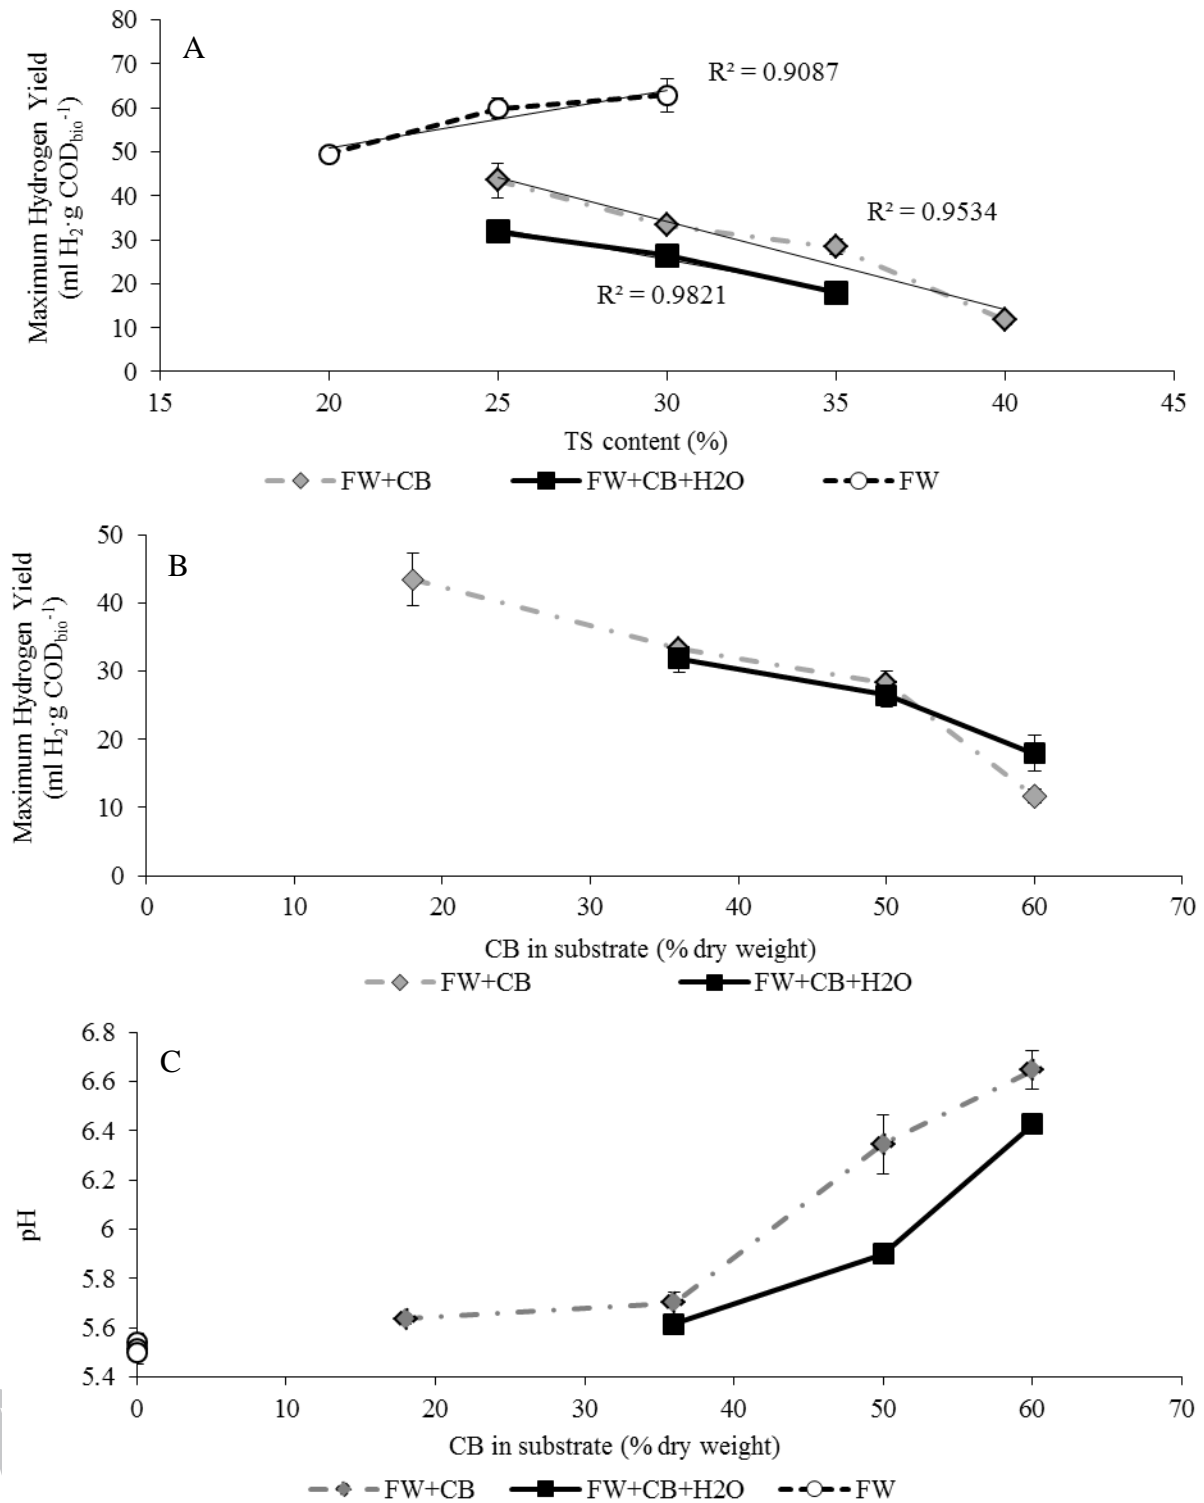 A
Maximum Hydrogen Yield
(ml H₂·g CODbio⁻¹)
80
70
60
50
40
30
20
10
0
R² = 0.9087
R² = 0.9534
R² = 0.9821
15 20 25 30 35 40 45
TS content (%)
FW+CB FW+CB+H2O FW
B
Maximum Hydrogen Yield
(ml H₂·g CODbio⁻¹)
50
40
30
20
10
0
0 10 20 30 40 50 60 70
CB in substrate (% dry weight)
FW+CB FW+CB+H2O
C
pH
6.8
6.6
6.4
6.2
6
5.8
5.6
5.4
0 10 20 30 40 50 60 70
CB in substrate (% dry weight)
FW+CB FW+CB+H2O FW